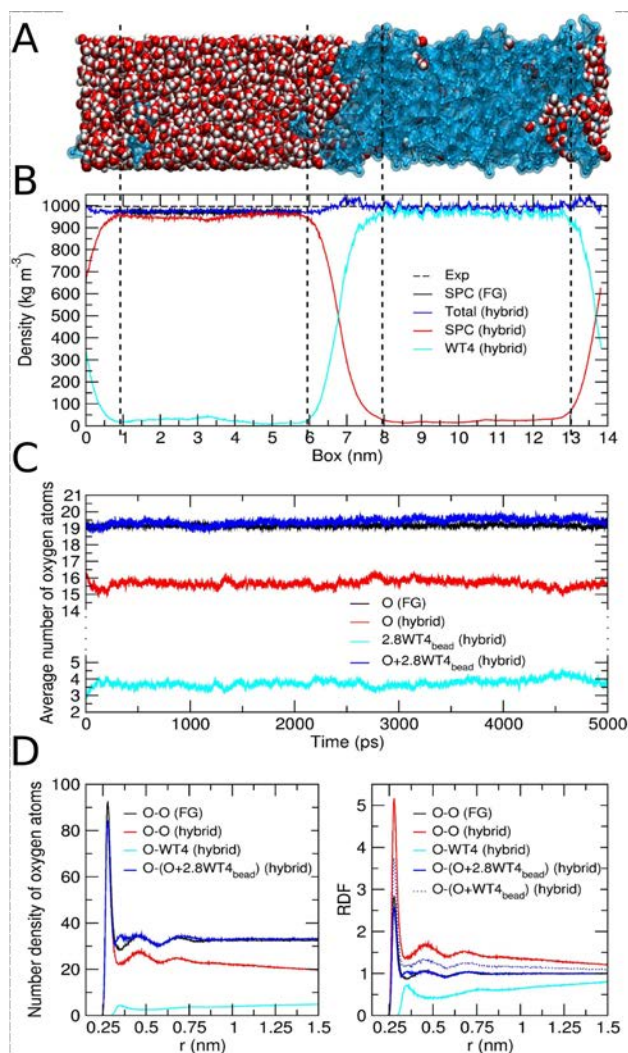 A
B
1000
900
800
700
600
500
400
300
200
100
0
Density (kg m⁻³)
Exp
SPC (FG)
Total (hybrid)
SPC (hybrid)
WT4 (hybrid)
0 1 2 3 4 5 6 7 8 9 10 11 12 13 14
Box (nm)
C
21
20
19
18
17
16
15
14
5
4
3
2
Average number of oxygen atoms
O (FG)
O (hybrid)
2.8WT4bead (hybrid)
O+2.8WT4bead (hybrid)
0 1000 2000 3000 4000 5000
Time (ps)
D
100
80
60
40
20
0
Number density of oxygen atoms
O-O (FG)
O-O (hybrid)
O-WT4 (hybrid)
O-(O+2.8WT4bead) (hybrid)
0.25 0.5 0.75 1 1.25 1.5
r (nm)
5
4
3
2
1
0
RDF
O-O (FG)
O-O (hybrid)
O-WT4 (hybrid)
O-(O+2.8WT4bead) (hybrid)
O-(O+WT4bead) (hybrid)
0.25 0.5 0.75 1 1.25 1.5
r (nm)